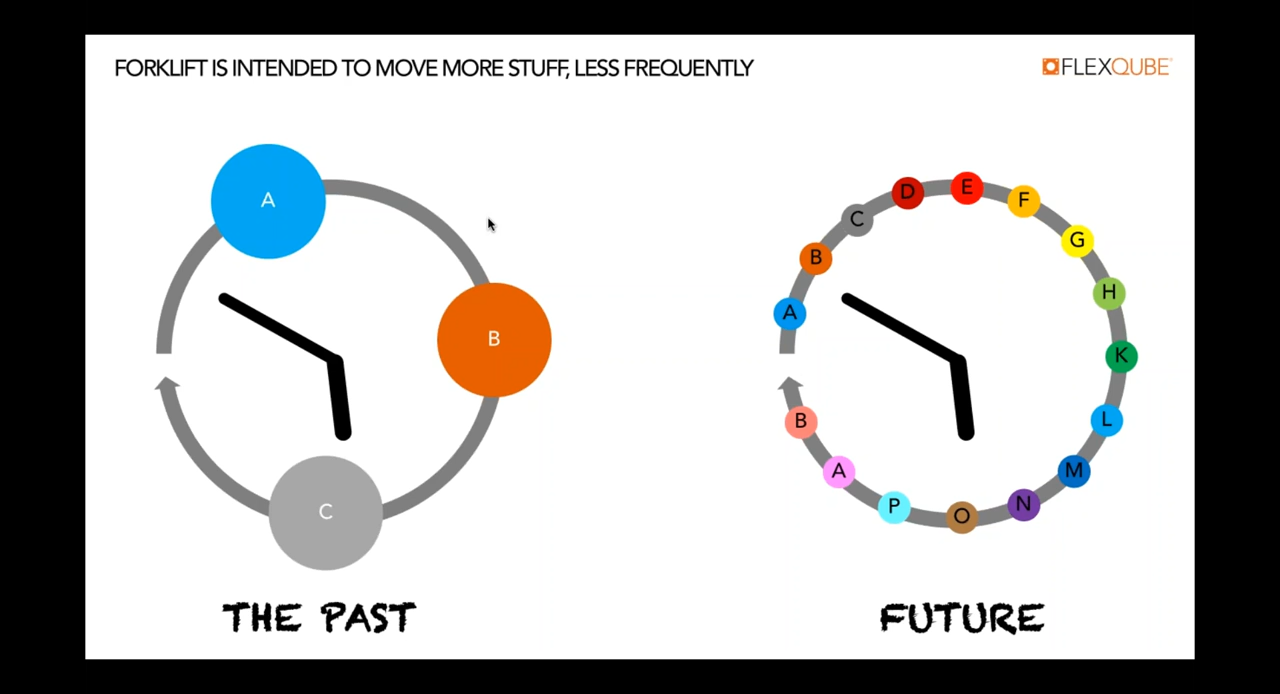 FORKLIFT IS INTENDED TO MOVE MORE STUFF, LESS FREQUENTLY
FLEXQUBE
A
B
C
THE PAST
A
B
C
D
E
F
G
H
K
L
M
N
O
P
A
B
FUTURE